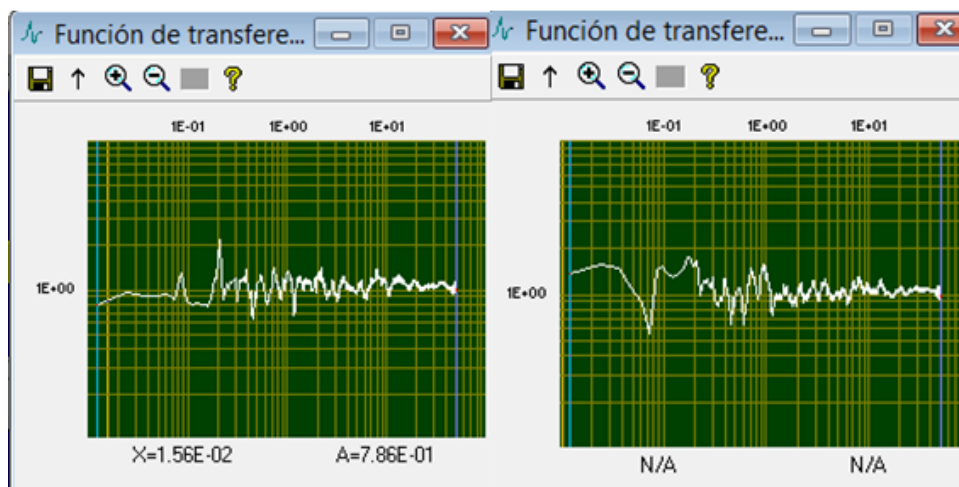 Función de transfere...
1E-01 1E+00 1E+01
1E+00
X=1.56E-02 A=7.86E-01
Función de transfere...
1E-01 1E+00 1E+01
1E+00
N/A N/A